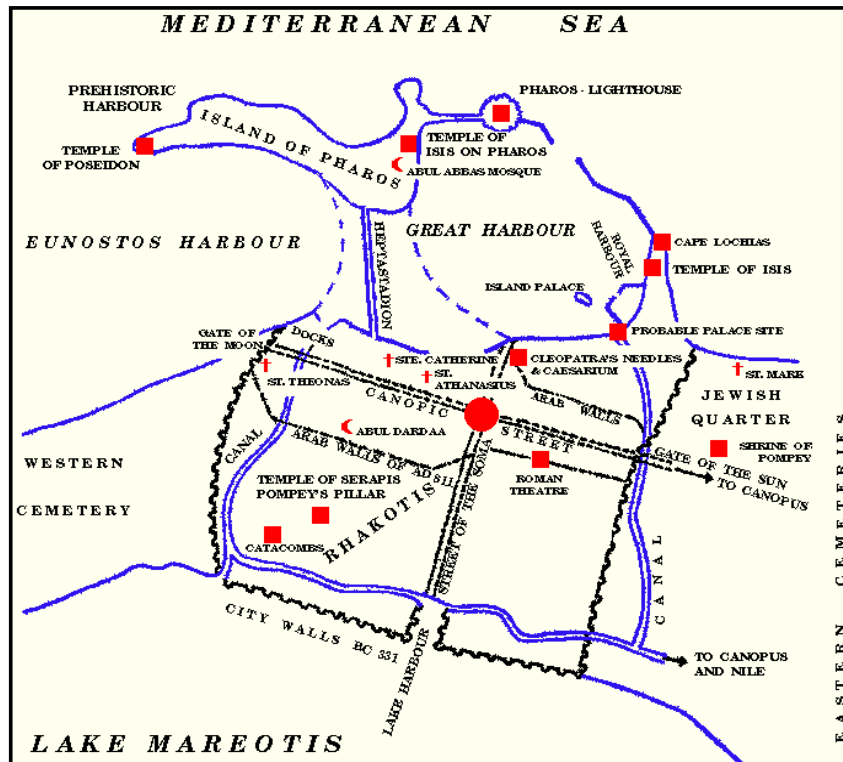 MEDITERRANEAN SEA
PREHISTORIC
HARBOUR
PHAROS - LIGHTHOUSE
ISLAND OF PHAROS
TEMPLE
OF POSEIDON
TEMPLE OF
ISIS ON PHAROS
ABUL ABBAS MOSQUE
EUNOSTOS HARBOUR
HEPTASTADION
GREAT HARBOUR
ROYAL
HARBOUR
CAPE LOCHIAS
TEMPLE OF ISIS
ISLAND PALACE
PROBABLE PALACE SITE
GATE OF
THE MOON
DOCKS
STE. CATHERINE
ST.
ATHANASIUS
CLEOPATRA'S NEEDLES
& CAESARIUM
ST. MARK
ST. THEONAS
CANOPIC
STREET
ARAB WALLS
JEWISH
QUARTER
ABUL DARDAA
ARAB WALLS OF AD 811
SHRINE OF
POMPEY
GATE OF THE SUN
TO CANOPUS
WESTERN
CEMETERY
CANAL
TEMPLE OF SERAPIS
POMPEY'S PILLAR
ROMAN
THEATRE
RHAKOTIS
STREET OF THE SOMA
CATACOMBS
CANAL
EASTERN CEMETERIES
CITY WALLS BC 331
LAKE HARBOUR
TO CANOPUS
AND NILE
LAKE MAREOTIS